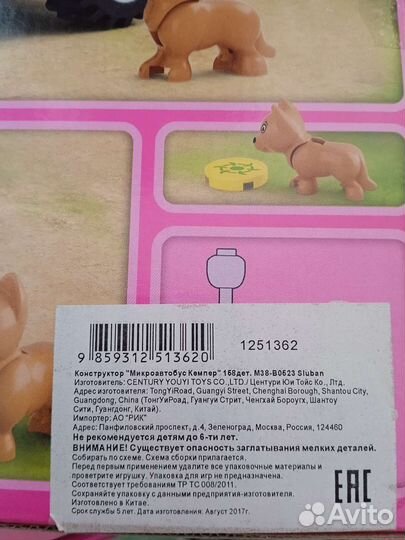 9 859312 513620
1251362
Конструктор "Микроавтобус Кемпер" 158дет. М38-В0623 Sluban
Изготовитель: CENTURY YOUYI TOYS CO.,LTD./ Центури Юи Тойс Ко., Лтд.
Адрес изготовителя: TongYiRoad, Guangyi Street, Chenghai Borough, Shantou City,
Guangdong, China (ТонгУиРоад, Гуангуи Стрит, Ченгхай Бороугх, Шантоу
Сити, Гуангдонг, Китай).
Импортер: АО "РИК"
Адрес: Панфиловский проспект, д.4, Зеленоград, Москва, Россия, 124460
Не рекомендуется детям до 6-ти лет.
ВНИМАНИЕ! Существует опасность заглатывания мелких деталей.
Собирать по схеме. Схема сборки прилагается.
Перед первым применением удалите все упаковочные материалы и
проверьте игрушку. Упаковка для игр не предназначена.
Соответствует требованиям ТР ТС 008/2011.
Сохраняйте упаковку с данными предприятия-изготовителя.
Изготовлено в Китае.
Срок службы 5 лет. Дата изготовления: Август 2017г.
EAC
Avito